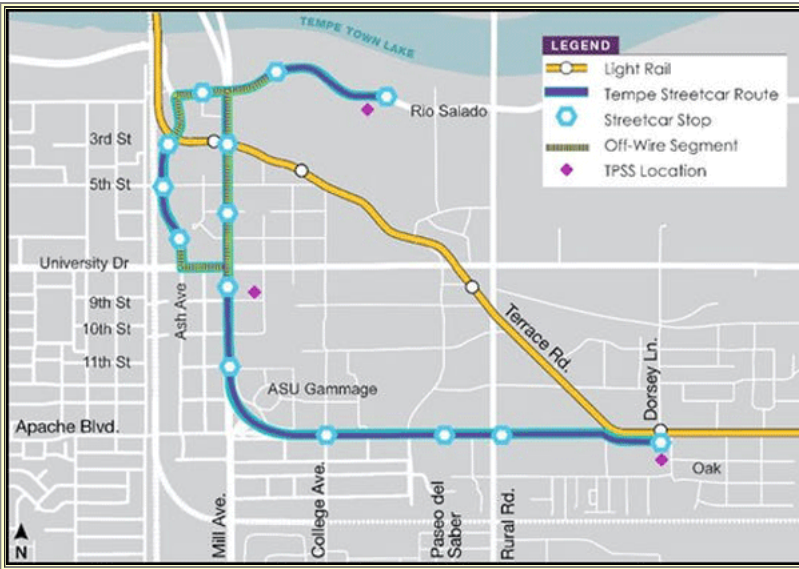 TEMPE TOWN LAKE
LEGEND
Light Rail
Tempe Streetcar Route
Streetcar Stop
Off-Wire Segment
TPSS Location
Rio Salado
3rd St
5th St
University Dr
9th St
10th St
11th St
Ash Ave
Terrace Rd.
Dorsey Ln.
ASU Gammage
Apache Blvd.
Oak
Mill Ave.
College Ave.
Paseo del
Saber
Rural Rd.
N